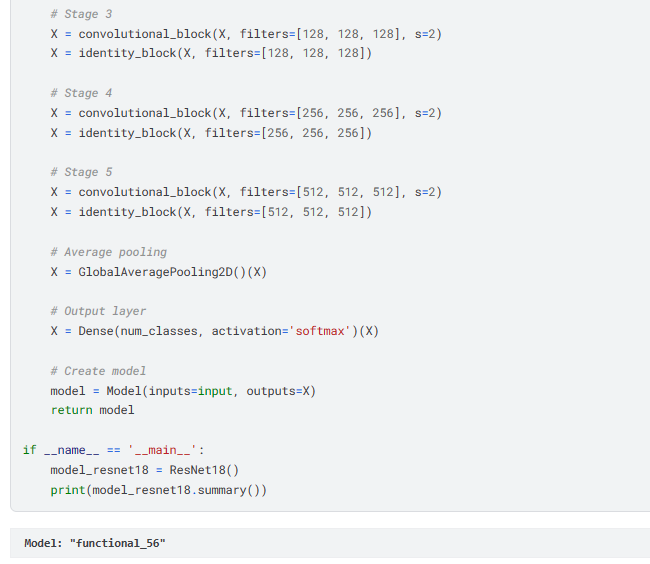 # Stage 3
X = convolutional_block(X, filters=[128, 128, 128], s=2)
X = identity_block(X, filters=[128, 128, 128])
# Stage 4
X = convolutional_block(X, filters=[256, 256, 256], s=2)
X = identity_block(X, filters=[256, 256, 256])
# Stage 5
X = convolutional_block(X, filters=[512, 512, 512], s=2)
X = identity_block(X, filters=[512, 512, 512])
# Average pooling
X = GlobalAveragePooling2D()(X)
# Output layer
X = Dense(num_classes, activation='softmax')(X)
# Create model
model = Model(inputs=input, outputs=X)
return model
if __name__ == '__main__':
model_resnet18 = ResNet18()
print(model_resnet18.summary())
Model: "functional_56"